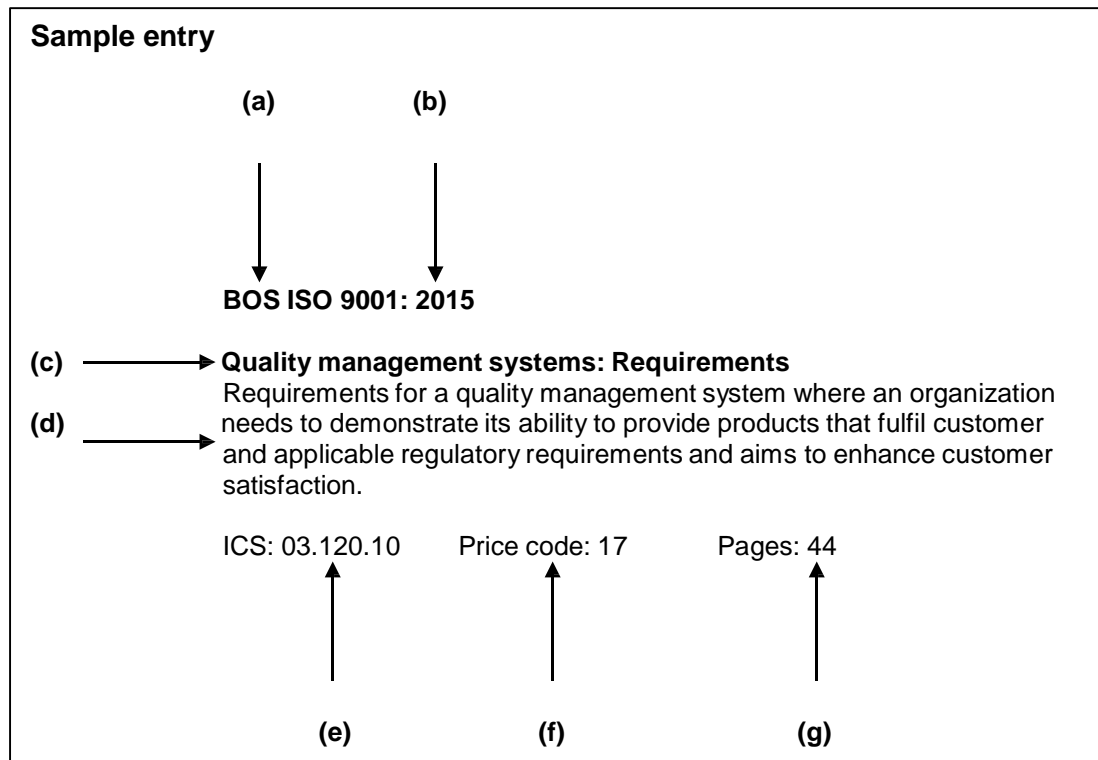 Sample entry
(a) (b)
BOS ISO 9001: 2015
(c) Quality management systems: Requirements
Requirements for a quality management system where an organization
(d) needs to demonstrate its ability to provide products that fulfil customer
and applicable regulatory requirements and aims to enhance customer
satisfaction.
ICS: 03.120.10 Price code: 17 Pages: 44
(e) (f) (g)